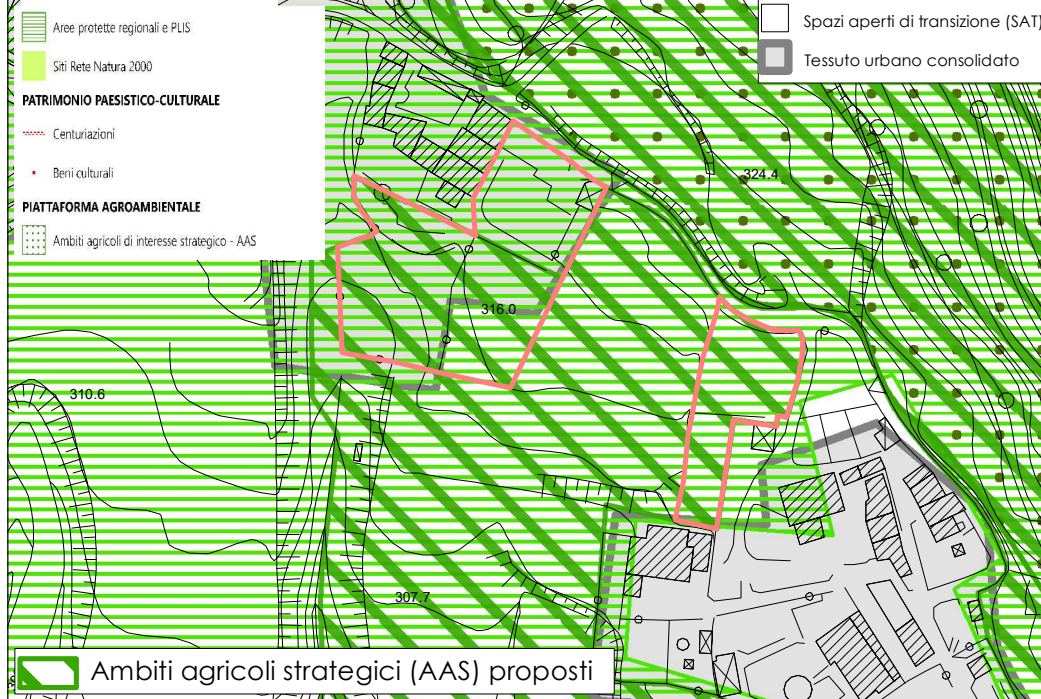 Aree protette regionali e PLIS
Siti Rete Natura 2000
PATRIMONIO PAESISTICO-CULTURALE
Centuriazioni
Beni culturali
PIATTAFORMA AGROAMBIENTALE
Ambiti agricoli di interesse strategico - AAS
Spazi aperti di transizione (SAT)
Tessuto urbano consolidato
324.4
316.0
310.6
307.7
Ambiti agricoli strategici (AAS) proposti